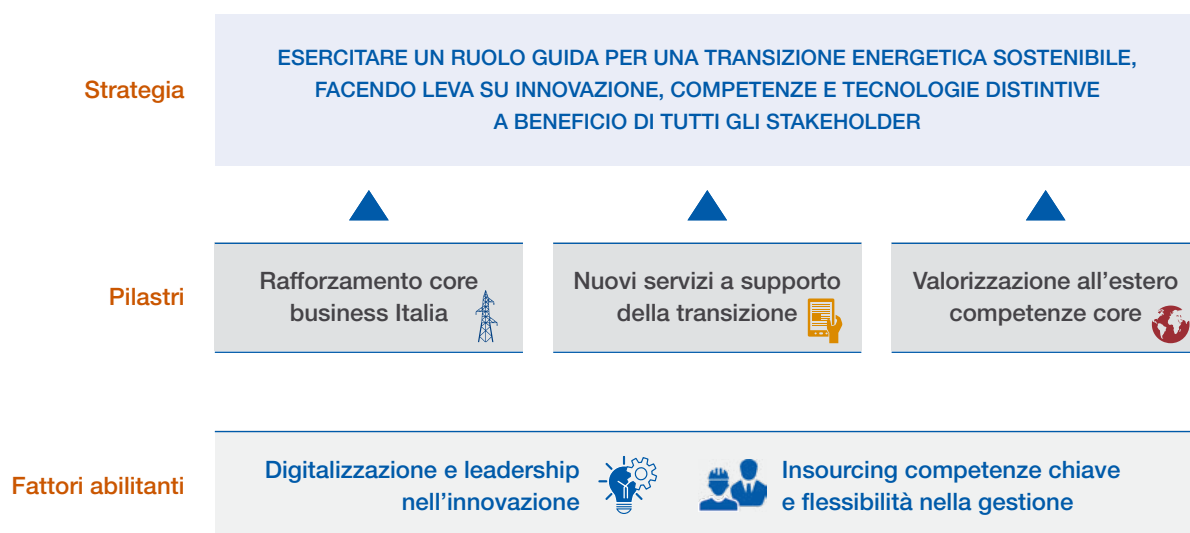 Strategia
ESERCITARE UN RUOLO GUIDA PER UNA TRANSIZIONE ENERGETICA SOSTENIBILE,
FACENDO LEVA SU INNOVAZIONE, COMPETENZE E TECNOLOGIE DISTINTIVE
A BENEFICIO DI TUTTI GLI STAKEHOLDER
Pilastri
Rafforzamento core
business Italia
Nuovi servizi a supporto
della transizione
Valorizzazione all'estero
competenze core
Fattori abilitanti
Digitalizzazione e leadership
nell'innovazione
Insourcing competenze chiave
e flessibilità nella gestione